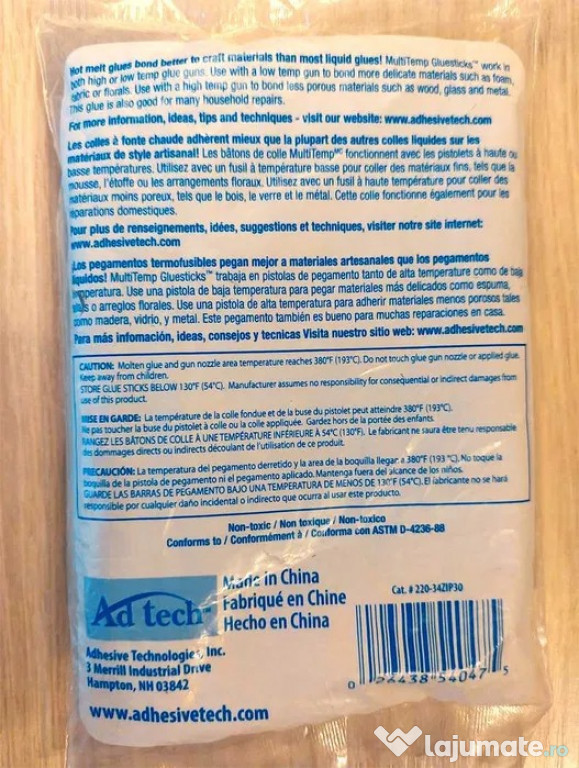 Hot melt glues bond better to craft materials than most liquid glues! MultiTemp Gluesticks™ work in
both high or low temp glue guns. Use with a low temp gun to bond more delicate materials such as foam,
fabric or florals. Use with a high temp gun to bond less porous materials such as wood, glass and metal.
This glue is also good for many household repairs.
For more information, ideas, tips and techniques - visit our website: www.adhesivetech.com
Les colles à fonte chaude adhèrent mieux que la plupart des autres colles liquides sur les
matériaux de style artisanal! Les bâtons de colle MultiTemp MC fonctionnent avec les pistolets à haute ou
basse températures. Utilisez avec un fusil à température basse pour coller des matériaux fins, tels que la
mousse, l'étoffe ou les arrangements floraux. Utilisez avec un fusil à haute température pour coller des
matériaux moins poreux, tels que le bois, le verre et le métal. Cette colle fonctionne également pour les
réparations domestiques.
Pour plus de renseignements, idées, suggestions et techniques, visiter notre site internet:
www.adhesivetech.com
¡Los pegamentos termofusibles pegan mejor a materiales artesanales que los pegamentos
líquidos! MultiTemp Gluesticks™ trabaja en pistolas de pegamento tanto de alta temperature como de baja
temperatura. Use una pistola de baja temperatura para pegar materiales más delicados como espuma,
o arreglos florales. Use una pistola de alta temperatura para adherir materiales menos porosos tales
como madera, vidrio, y metal. Este pegamento también es bueno para muchas reparaciones en casa.
Para más infomación, ideas, consejos y tecnicas Visita nuestro sitio web: www.adhesivetech.com
CAUTION: Molten glue and gun nozzle area temperature reaches 380°F (193°C). Do not touch glue gun nozzle or applied glue.
Keep away from children.
STORE GLUE STICKS BELOW 130°F (54°C). Manufacturer assumes no responsibility for consequential or indirect damages from
use of this product.
MISE EN GARDE: La température de la colle fondue et de la buse du pistolet peut atteindre 380°F (193°C).
Ne pas toucher la buse du pistolet à colle ou la colle appliquée. Gardez hors de la portée des enfants.
RANGEZ LES BÂTONS DE COLLE À UNE TEMPÉRATURE INFÉRIEURE À 54°C (130°F). Le fabricant ne saura être tenu responsable
des dommages directs ou indirects découlant de l'utilisation de ce produit.
PRECAUCIÓN: La temperatura del pegamento derretido y la area de la boquilla llegan a 380°F (193 °C). No toque la
boquilla de la pistola de pegamento ni el pegamento aplicado. Mantenga fuera del alcance de los niños.
GUARDE LAS BARRAS DE PEGAMENTO BAJO UNA TEMPERATURA DE MENOS DE 130°F (54°C). El fabricante no se hará
responsible por cualquier daño incidental o indirecto que ocurra al usar este producto.
Non-toxic / Non toxique / Non-tuxico
Conforms to / Conformément à / Conforma con ASTM D-4236-88
Ad tech™
Made in China
Fabriqué en Chine
Hecho en China
Cat. # 220-34ZIP30
Adhesive Technologies, Inc.
3 Merrill Industrial Drive
Hampton, NH 03842
0 26438 54047 5
www.adhesivetech.com
lajumate.ro